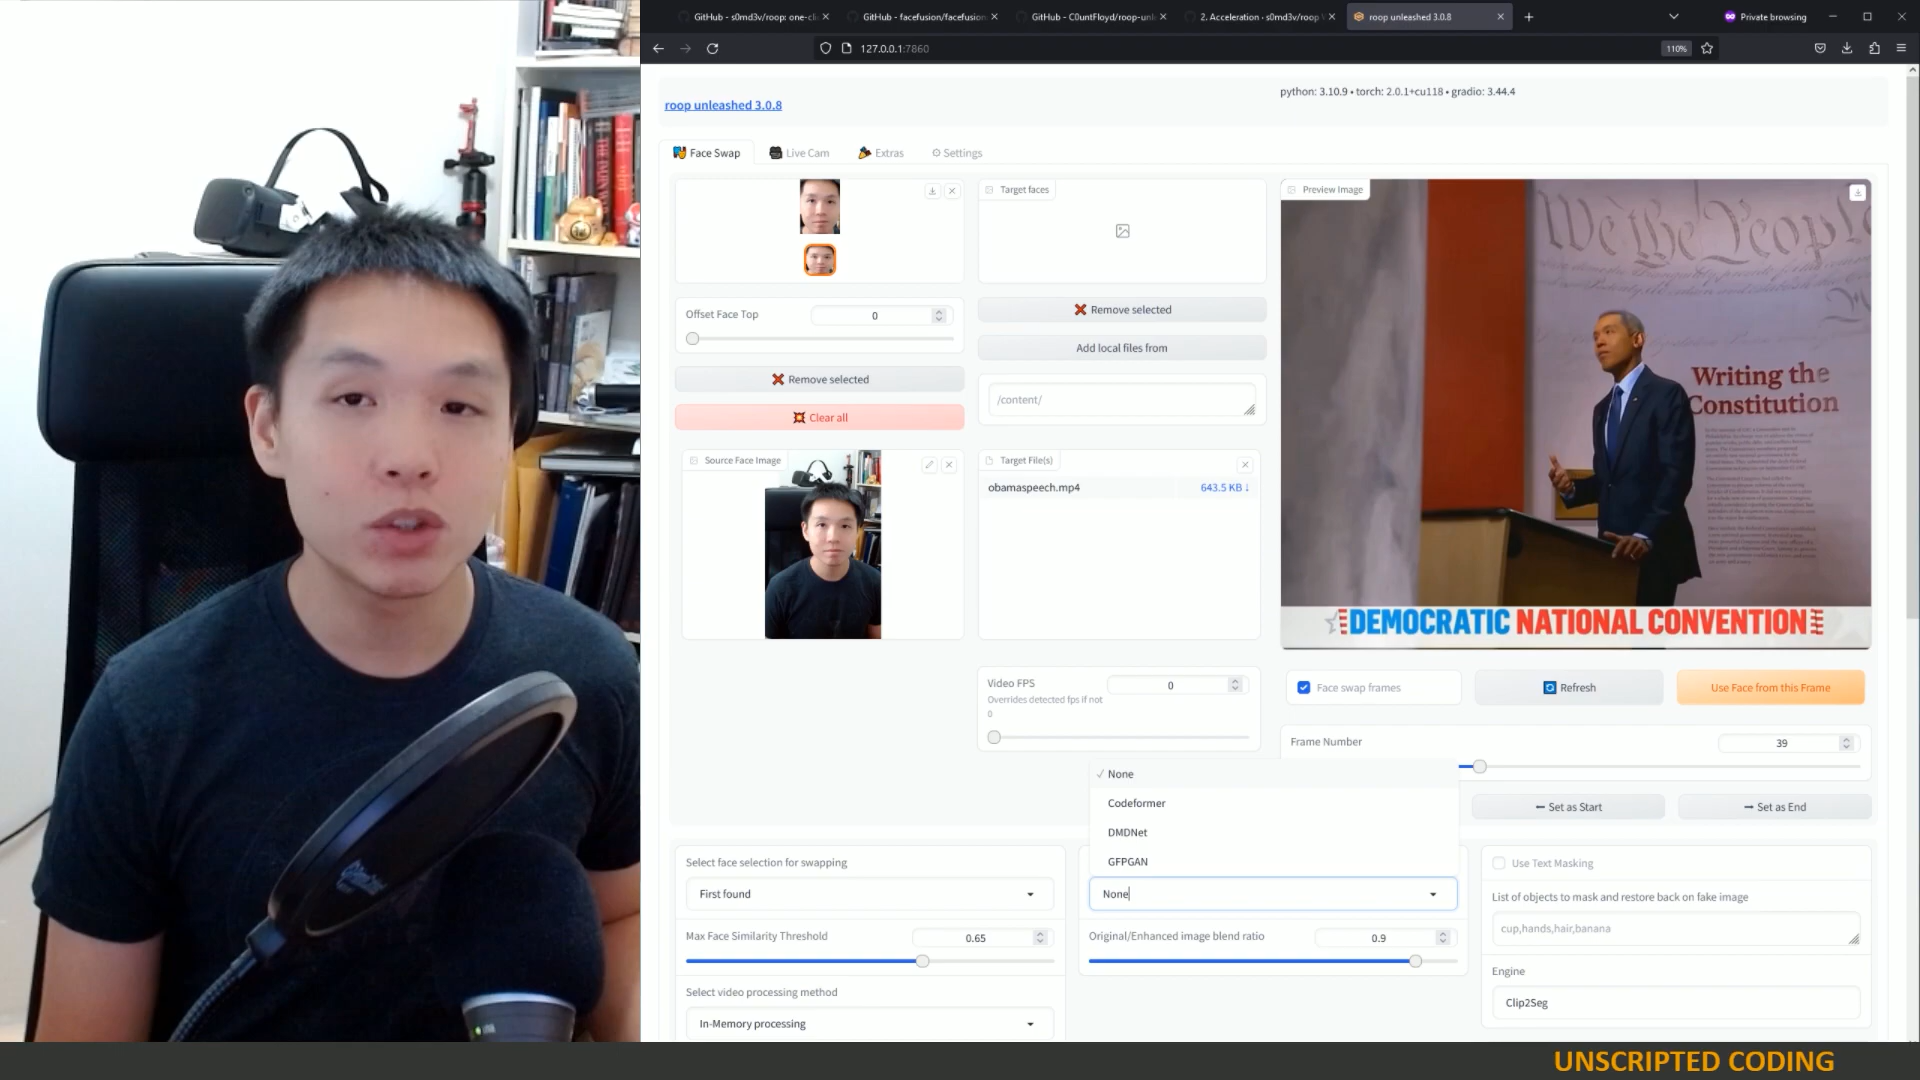 GitHub - s0md3v/roop: one-clic
GitHub - facefusion/facefusion
GitHub - C0untFloyd/roop-unle
2. Acceleration · s0md3v/roop
roop unleashed 3.0.8
Private browsing
127.0.0.1:7860
110%
roop unleashed 3.0.8
python: 3.10.9 • torch: 2.0.1+cu118 • gradio: 3.44.4
Face Swap
Live Cam
Extras
Settings
Target faces
Preview Image
We the People
Offset Face Top
0
Remove selected
Add local files from
Remove selected
/content/
Clear all
Writing the
Constitution
Source Face Image
Target File(s)
obamaspeech.mp4
643.5 KB ↓
DEMOCRATIC NATIONAL CONVENTION
Video FPS
0
Overrides detected fps if not
0
Face swap frames
Refresh
Use Face from this Frame
Frame Number
39
✓ None
Codeformer
DMDNet
GFPGAN
None
⬅ Set as Start
➡ Set as End
Select face selection for swapping
First found
Max Face Similarity Threshold
0.65
Original/Enhanced image blend ratio
0.9
Select video processing method
In-Memory processing
Use Text Masking
List of objects to mask and restore back on fake image
cup,hands,hair,banana
Engine
Clip2Seg
UNSCRIPTED CODING